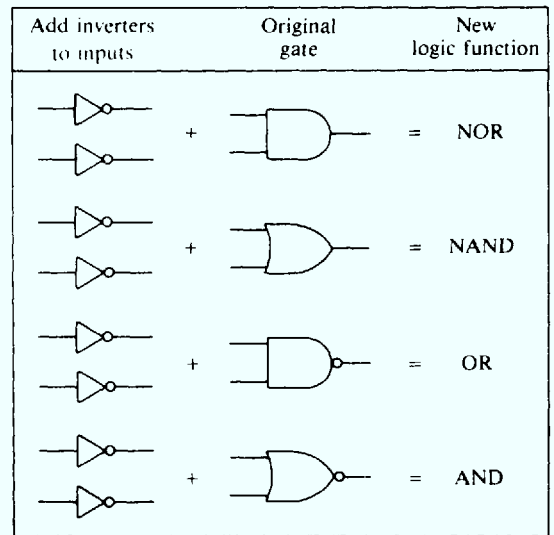 Add inverters
to inputs
Original
gate
New
logic function
+ = NOR
+ = NAND
+ = OR
+ = AND